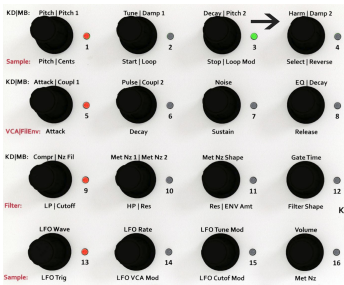 KD|MB: Pitch | Pitch 1 Tune | Damp 1 Decay | Pitch 2 Harm | Damp 2
1 2 3 4
Sample: Pitch | Cents Start | Loop Stop | Loop Mod Select | Reverse
KD|MB: Attack | Coupl 1 Pulse | Coupl 2 Noise EQ | Decay
5 6 7 8
VCA|FilEnv: Attack Decay Sustain Release
KD|MB: Compr | Nz Fil Met Nz 1 | Met Nz 2 Met Nz Shape Gate Time
9 10 11 12
K
Filter: LP | Cutoff HP | Res Res | ENV Amt Filter Shape
LFO Wave LFO Rate LFO Tune Mod Volume
13 14 15 16
Sample: LFO Trig LFO VCA Mod LFO Cutof Mod Met Nz